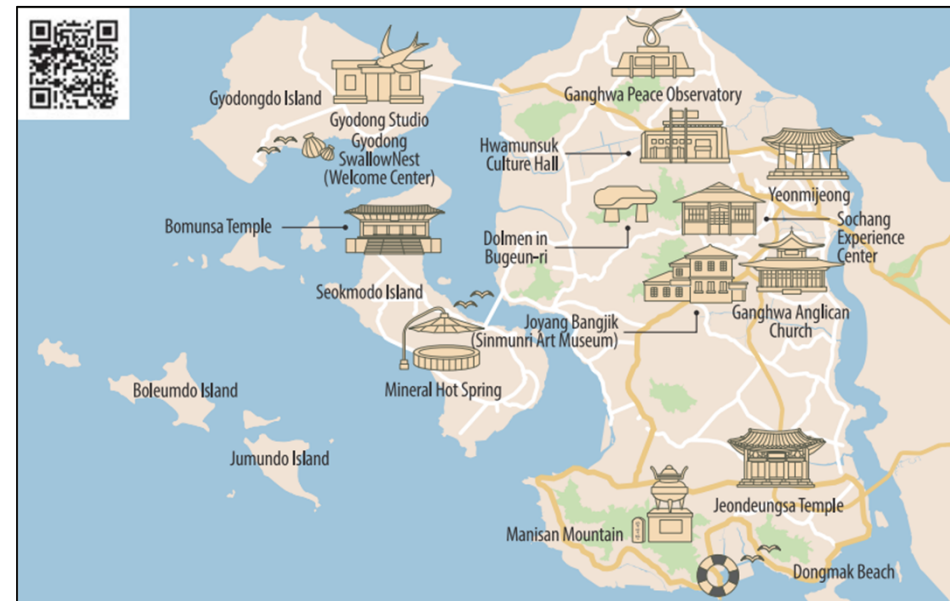 Ganghwa Peace Observatory
Gyodongdo Island
Gyodong Studio
Gyodong
SwallowNest
(Welcome Center)
Hwamunsuk
Culture Hall
Yeonmijeong
Bomunsa Temple
Dolmen in
Bugeun-ri
Sochang
Experience
Center
Seokmodo Island
Joyang Bangjik
(Sinmunri Art Museum)
Ganghwa Anglican
Church
Mineral Hot Spring
Boleumdo Island
Jumundo Island
Jeondeungsa Temple
Manisan Mountain
Dongmak Beach